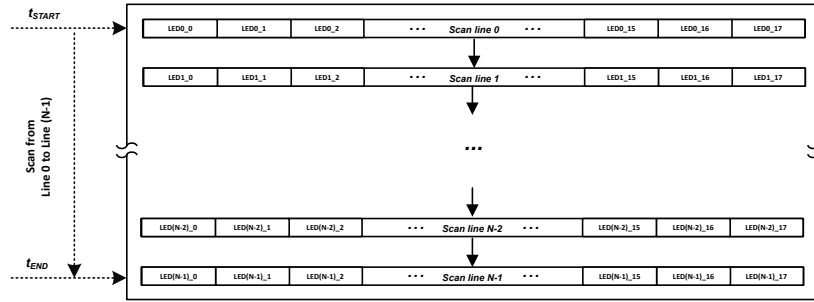 t_START
LED0_0 LED0_1 LED0_2 ··· Scan line 0 ··· LED0_15 LED0_16 LED0_17
LED1_0 LED1_1 LED1_2 ··· Scan line 1 ··· LED1_15 LED1_16 LED1_17
Scan from
Line 0 to Line (N-1)
...
LED(N-2)_0 LED(N-2)_1 LED(N-2)_2 ··· Scan line N-2 ··· LED(N-2)_15 LED(N-2)_16 LED(N-2)_17
t_END
LED(N-1)_0 LED(N-1)_1 LED(N-1)_2 ··· Scan line N-1 ··· LED(N-1)_15 LED(N-1)_16 LED(N-1)_17